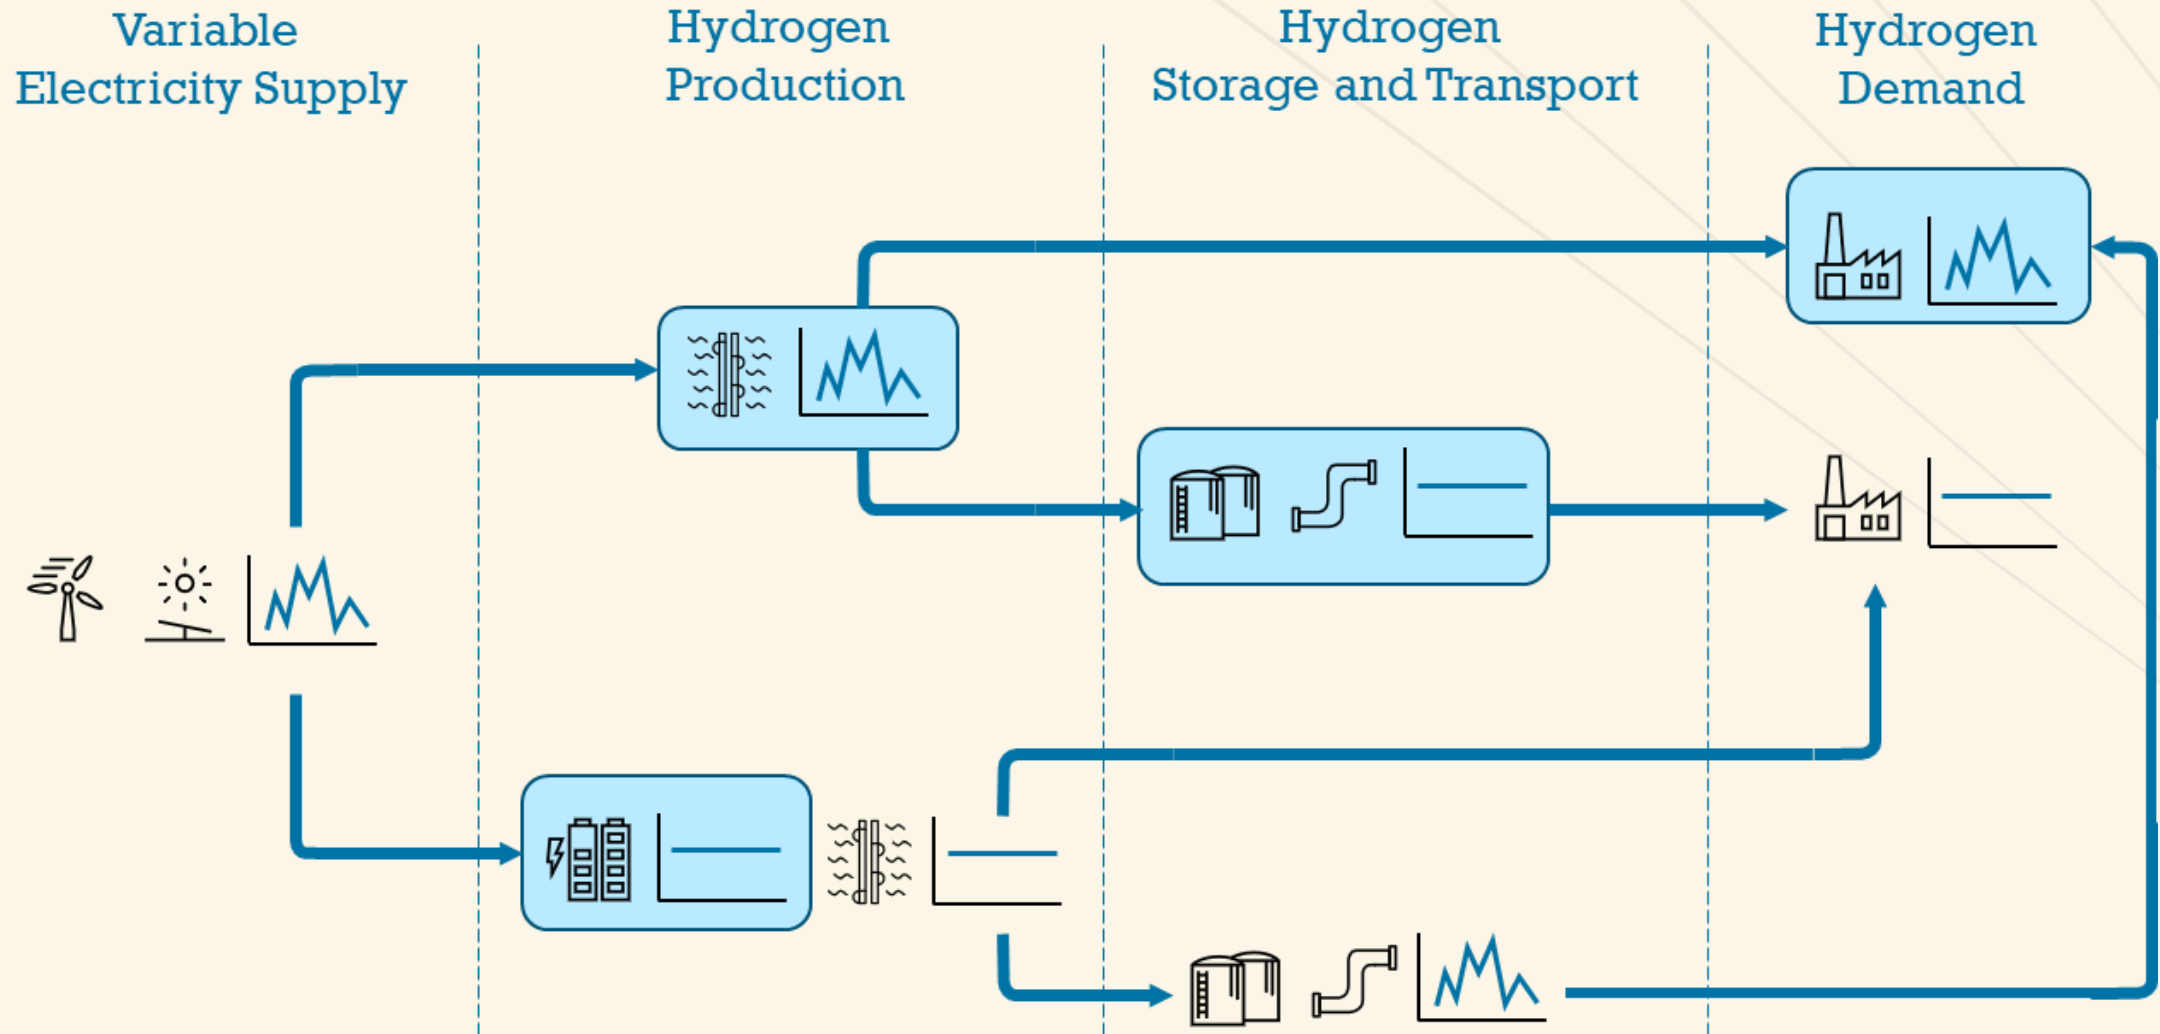 Variable
Electricity Supply
Hydrogen
Production
Hydrogen
Storage and Transport
Hydrogen
Demand